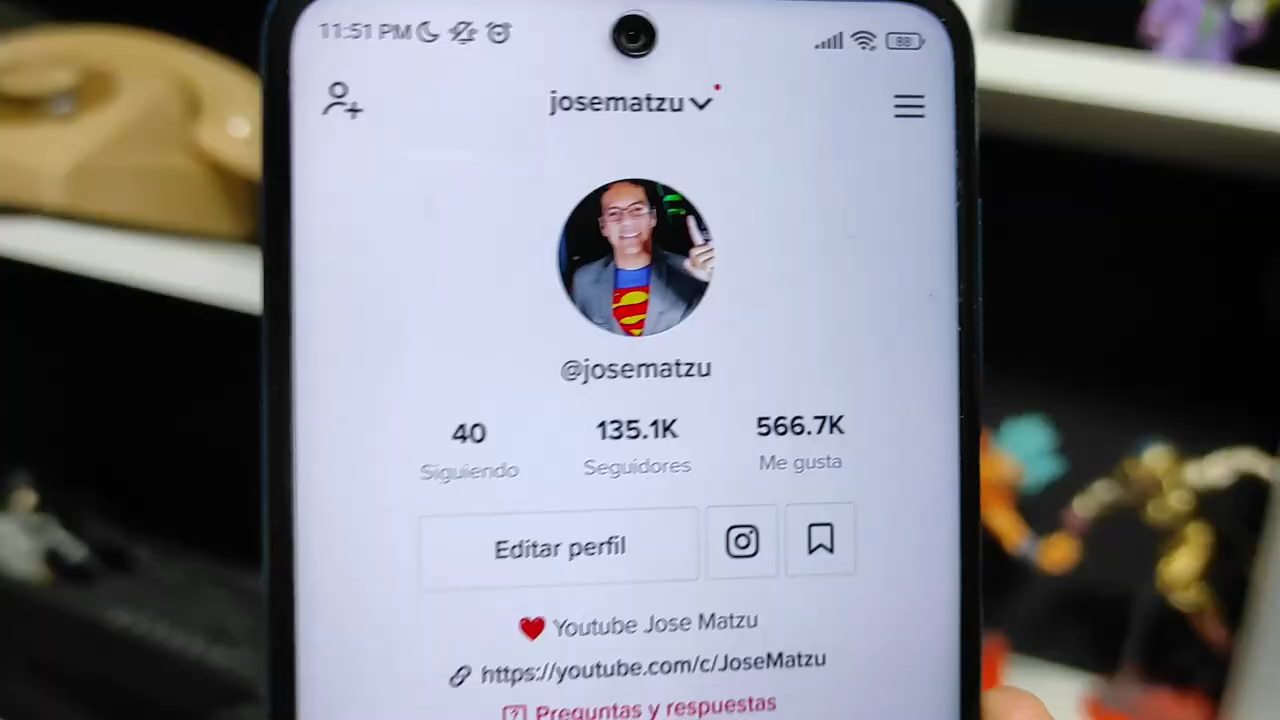 11:51 PM
88
josematzu
@josematzu
40 135.1K 566.7K
Siguiendo Seguidores Me gusta
Editar perfil
Youtube Jose Matzu
https://youtube.com/c/JoseMatzu
Preguntas y respuestas